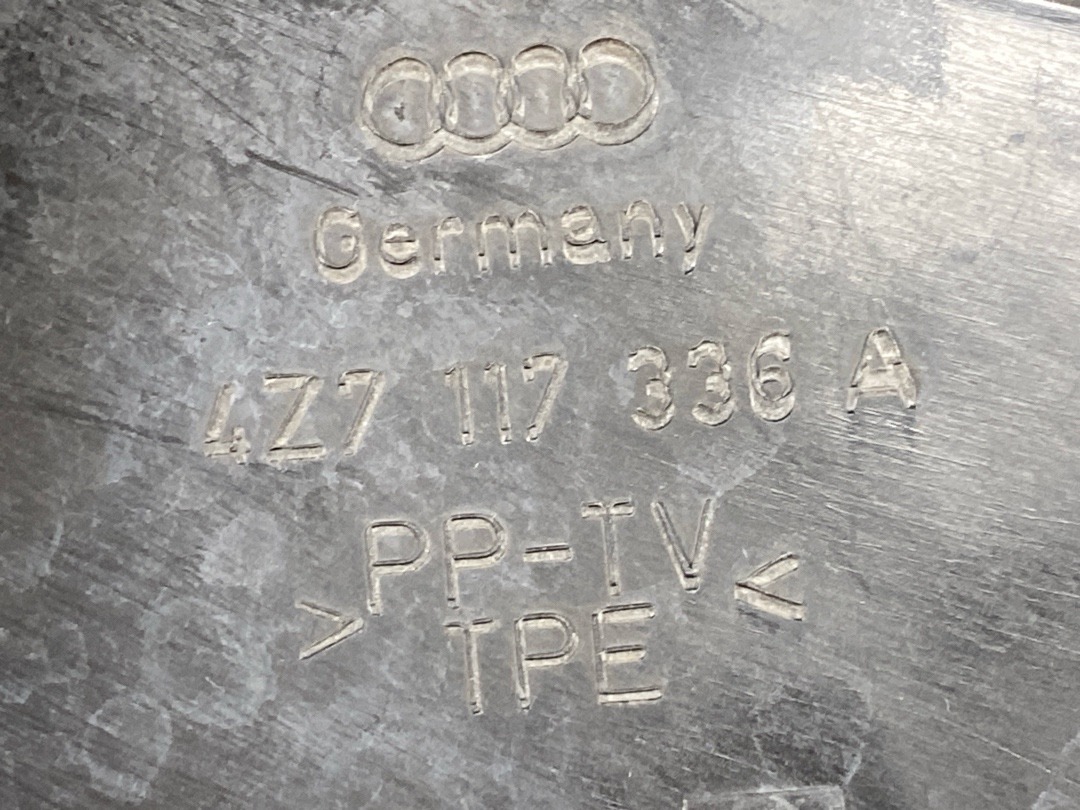 Germany
4Z7 117 336 A
>PP-TV<
TPE